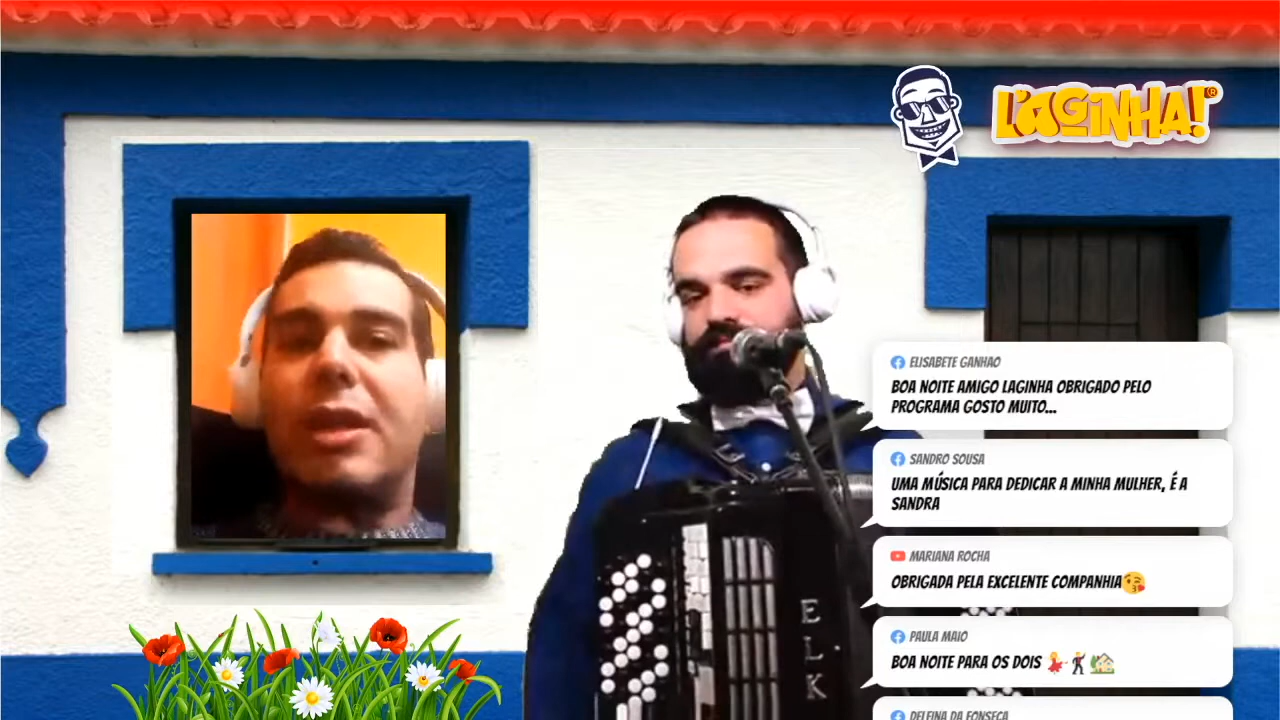 L'AGINHA!®
ELISABETE GANHAO
BOA NOITE AMIGO LAGINHA OBRIGADO PELO
PROGRAMA GOSTO MUITO...
SANDRO SOUSA
UMA MÚSICA PARA DEDICAR A MINHA MULHER, É A
SANDRA
MARIANA ROCHA
OBRIGADA PELA EXCELENTE COMPANHIA😘
PAULA MAIO
BOA NOITE PARA OS DOIS 💃🕺🏡
DELFINA DA FONSECA
ELK